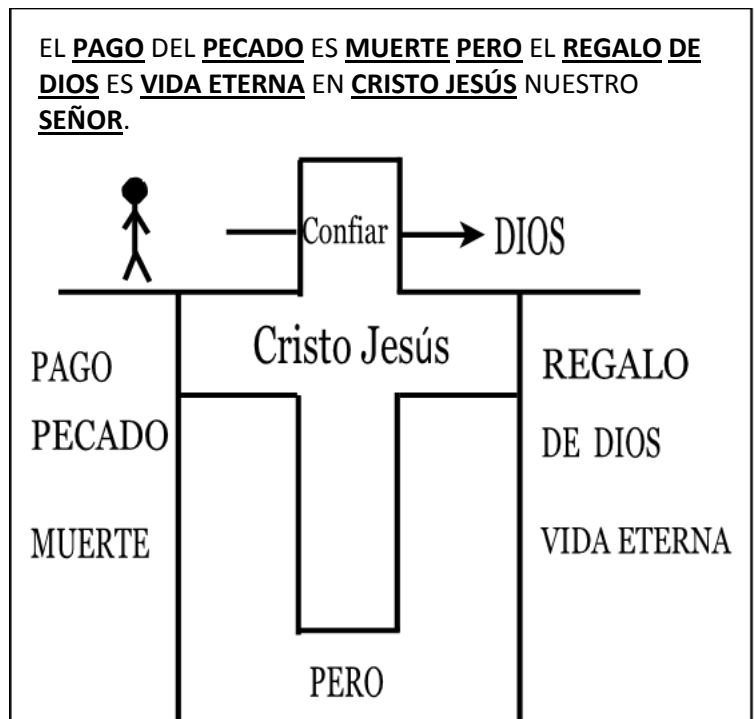 EL PAGO DEL PECADO ES MUERTE PERO EL REGALO DE
DIOS ES VIDA ETERNA EN CRISTO JESÚS NUESTRO
SEÑOR.
Confiar
DIOS
Cristo Jesús
PAGO
PECADO
MUERTE
REGALO
DE DIOS
VIDA ETERNA
PERO